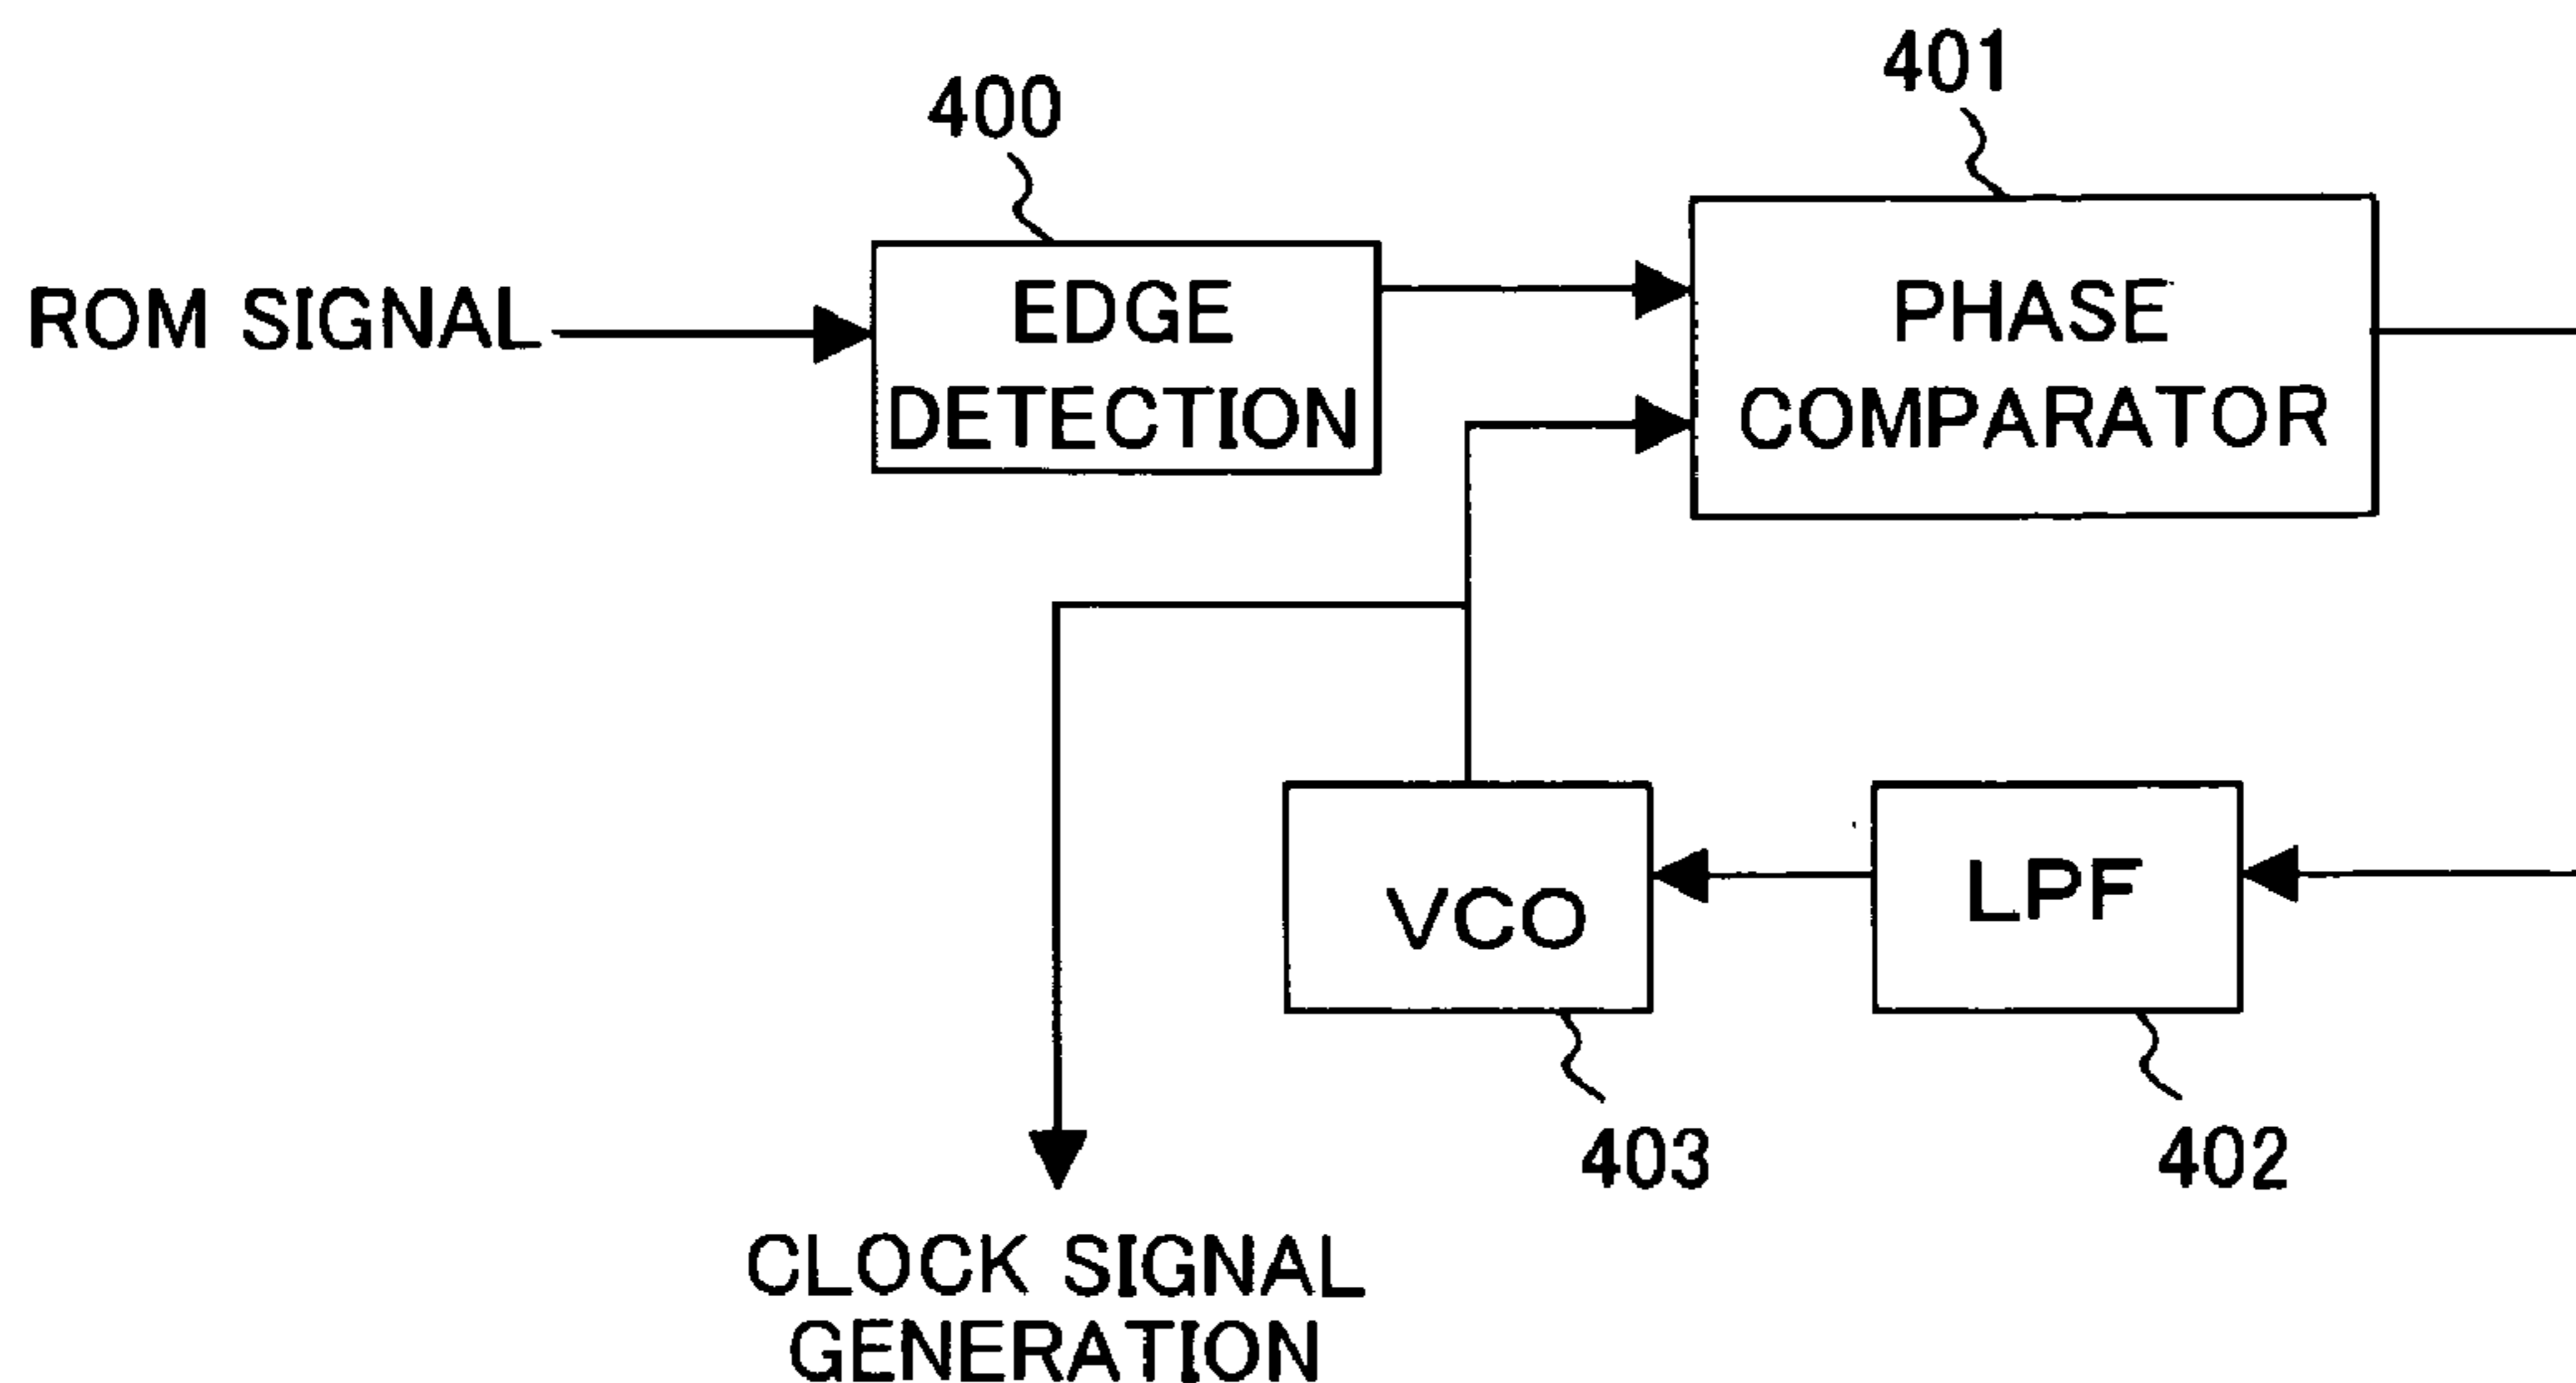 401
400
ROM SIGNAL
EDGE
DETECTION
PHASE
COMPARATOR
VCO
LPF
403
402
CLOCK SIGNAL
GENERATION